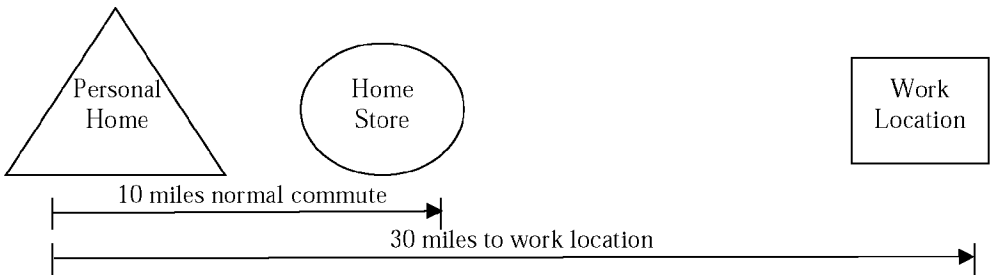 Personal
Home
Home
Store
Work
Location
10 miles normal commute
30 miles to work location